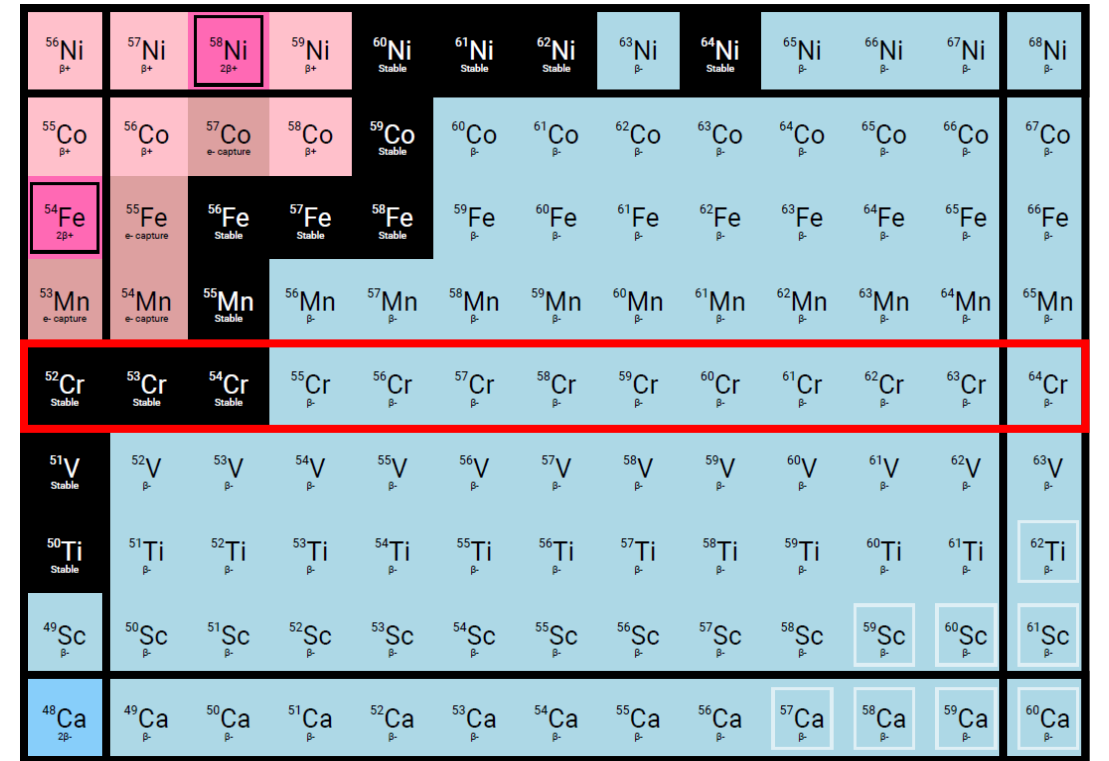 56Ni 57Ni 58Ni 59Ni 60Ni 61Ni 62Ni 63Ni 64Ni 65Ni 66Ni 67Ni 68Ni
β+ β+ 2β+ β+ Stable Stable Stable β- Stable β- β- β- β-
55Co 56Co 57Co 58Co 59Co 60Co 61Co 62Co 63Co 64Co 65Co 66Co 67Co
β+ β+ e- capture β+ Stable β- β- β- β- β- β- β- β-
54Fe 55Fe 56Fe 57Fe 58Fe 59Fe 60Fe 61Fe 62Fe 63Fe 64Fe 65Fe 66Fe
2β+ e- capture Stable Stable Stable β- β- β- β- β- β- β- β-
53Mn 54Mn 55Mn 56Mn 57Mn 58Mn 59Mn 60Mn 61Mn 62Mn 63Mn 64Mn 65Mn
e- capture e- capture Stable β- β- β- β- β- β- β- β- β- β-
52Cr 53Cr 54Cr 55Cr 56Cr 57Cr 58Cr 59Cr 60Cr 61Cr 62Cr 63Cr 64Cr
Stable Stable Stable β- β- β- β- β- β- β- β- β- β-
51V 52V 53V 54V 55V 56V 57V 58V 59V 60V 61V 62V 63V
Stable β- β- β- β- β- β- β- β- β- β- β- β-
50Ti 51Ti 52Ti 53Ti 54Ti 55Ti 56Ti 57Ti 58Ti 59Ti 60Ti 61Ti 62Ti
Stable β- β- β- β- β- β- β- β- β- β- β- β-
49Sc 50Sc 51Sc 52Sc 53Sc 54Sc 55Sc 56Sc 57Sc 58Sc 59Sc 60Sc 61Sc
β- β- β- β- β- β- β- β- β- β- β- β- β-
48Ca 49Ca 50Ca 51Ca 52Ca 53Ca 54Ca 55Ca 56Ca 57Ca 58Ca 59Ca 60Ca
2β- β- β- β- β- β- β- β- β- β- β- β- β-